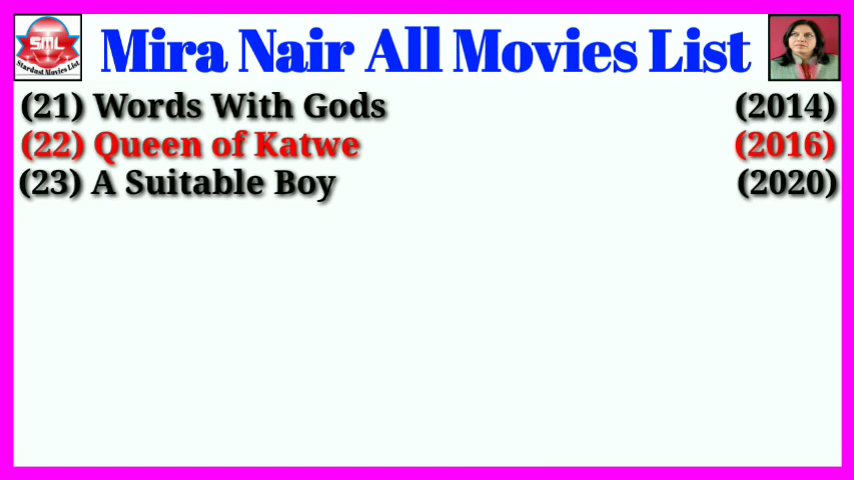 SML
Stardust Movies List
Mira Nair All Movies List
(21) Words With Gods (2014)
(22) Queen of Katwe (2016)
(23) A Suitable Boy (2020)